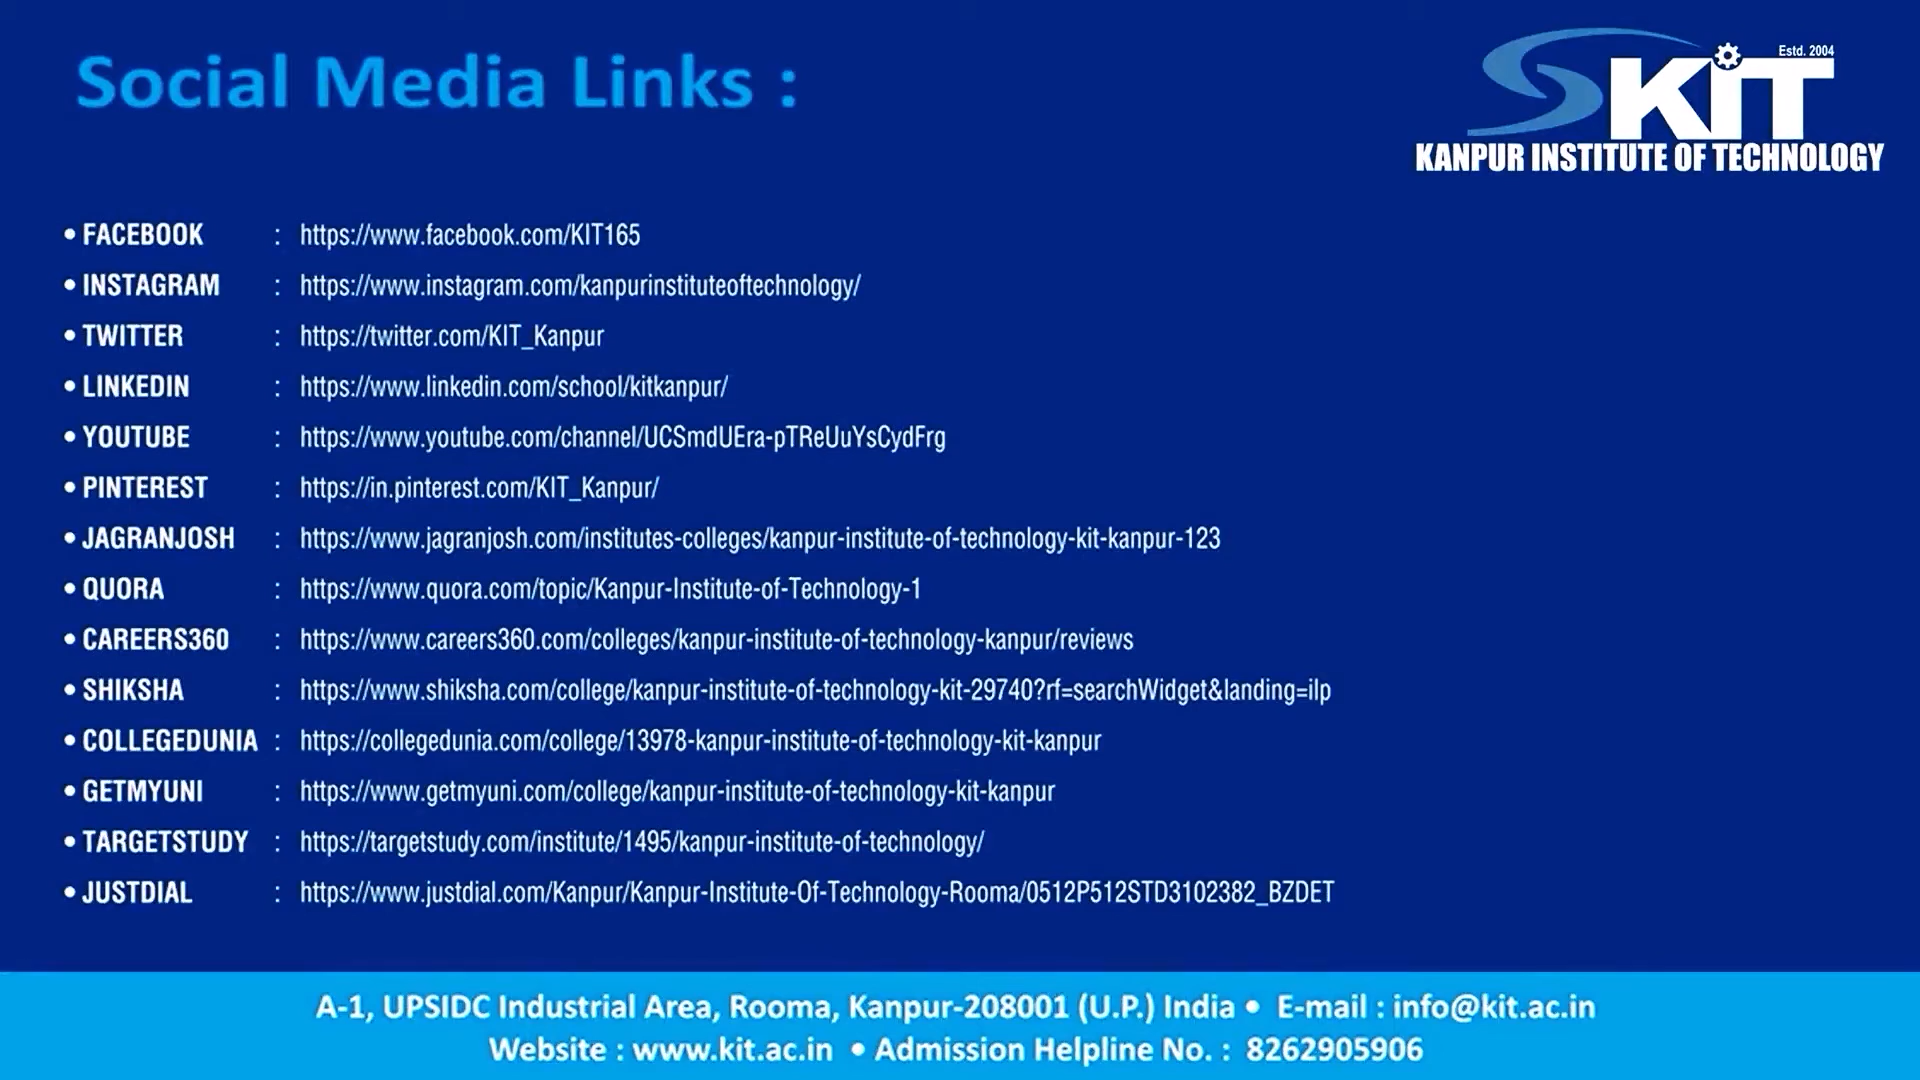 Social Media Links :
Estd. 2004
KIT
KANPUR INSTITUTE OF TECHNOLOGY
• FACEBOOK : https://www.facebook.com/KIT165
• INSTAGRAM : https://www.instagram.com/kanpurinstituteoftechnology/
• TWITTER : https://twitter.com/KIT_Kanpur
• LINKEDIN : https://www.linkedin.com/school/kitkanpur/
• YOUTUBE : https://www.youtube.com/channel/UCSmdUEra-pTReUuYsCydFrg
• PINTEREST : https://in.pinterest.com/KIT_Kanpur/
• JAGRANJOSH : https://www.jagranjosh.com/institutes-colleges/kanpur-institute-of-technology-kit-kanpur-123
• QUORA : https://www.quora.com/topic/Kanpur-Institute-of-Technology-1
• CAREERS360 : https://www.careers360.com/colleges/kanpur-institute-of-technology-kanpur/reviews
• SHIKSHA : https://www.shiksha.com/college/kanpur-institute-of-technology-kit-29740?rf=searchWidget&landing=ilp
• COLLEGEDUNIA : https://collegedunia.com/college/13978-kanpur-institute-of-technology-kit-kanpur
• GETMYUNI : https://www.getmyuni.com/college/kanpur-institute-of-technology-kit-kanpur
• TARGETSTUDY : https://targetstudy.com/institute/1495/kanpur-institute-of-technology/
• JUSTDIAL : https://www.justdial.com/Kanpur/Kanpur-Institute-Of-Technology-Rooma/0512P512STD3102382_BZDET
A-1, UPSIDC Industrial Area, Rooma, Kanpur-208001 (U.P.) India • E-mail : info@kit.ac.in
Website : www.kit.ac.in • Admission Helpline No. : 8262905906